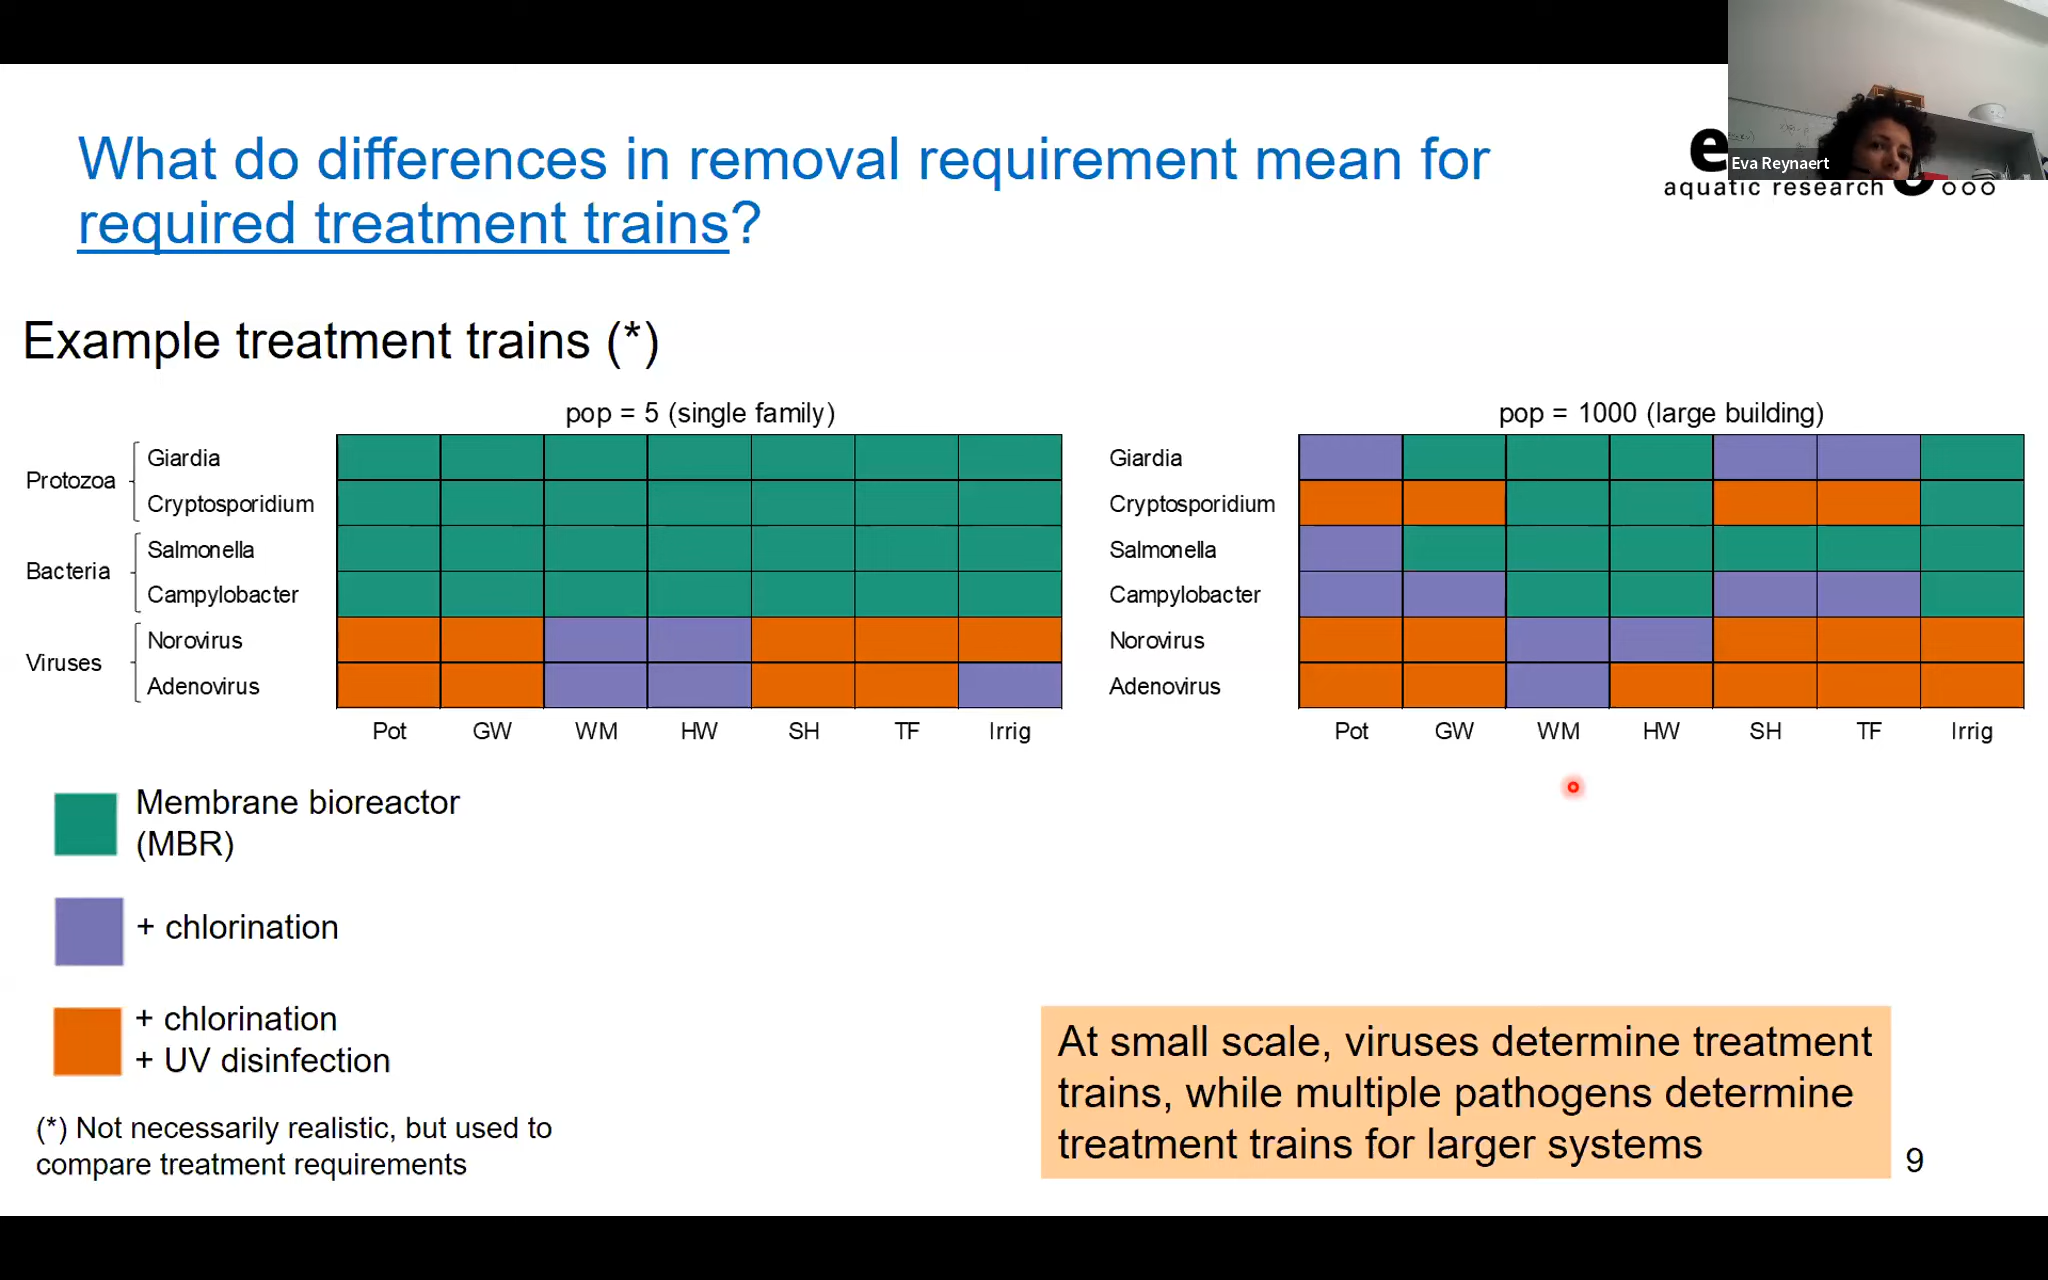 What do differences in removal requirement mean for
required treatment trains?
Eva Reynaert
aquatic research
Example treatment trains (*)
pop = 5 (single family)
Protozoa
Giardia
Cryptosporidium
Bacteria
Salmonella
Campylobacter
Viruses
Norovirus
Adenovirus
Pot GW WM HW SH TF Irrig
pop = 1000 (large building)
Giardia
Cryptosporidium
Salmonella
Campylobacter
Norovirus
Adenovirus
Pot GW WM HW SH TF Irrig
Membrane bioreactor
(MBR)
+ chlorination
+ chlorination
+ UV disinfection
(*) Not necessarily realistic, but used to
compare treatment requirements
At small scale, viruses determine treatment
trains, while multiple pathogens determine
treatment trains for larger systems
9